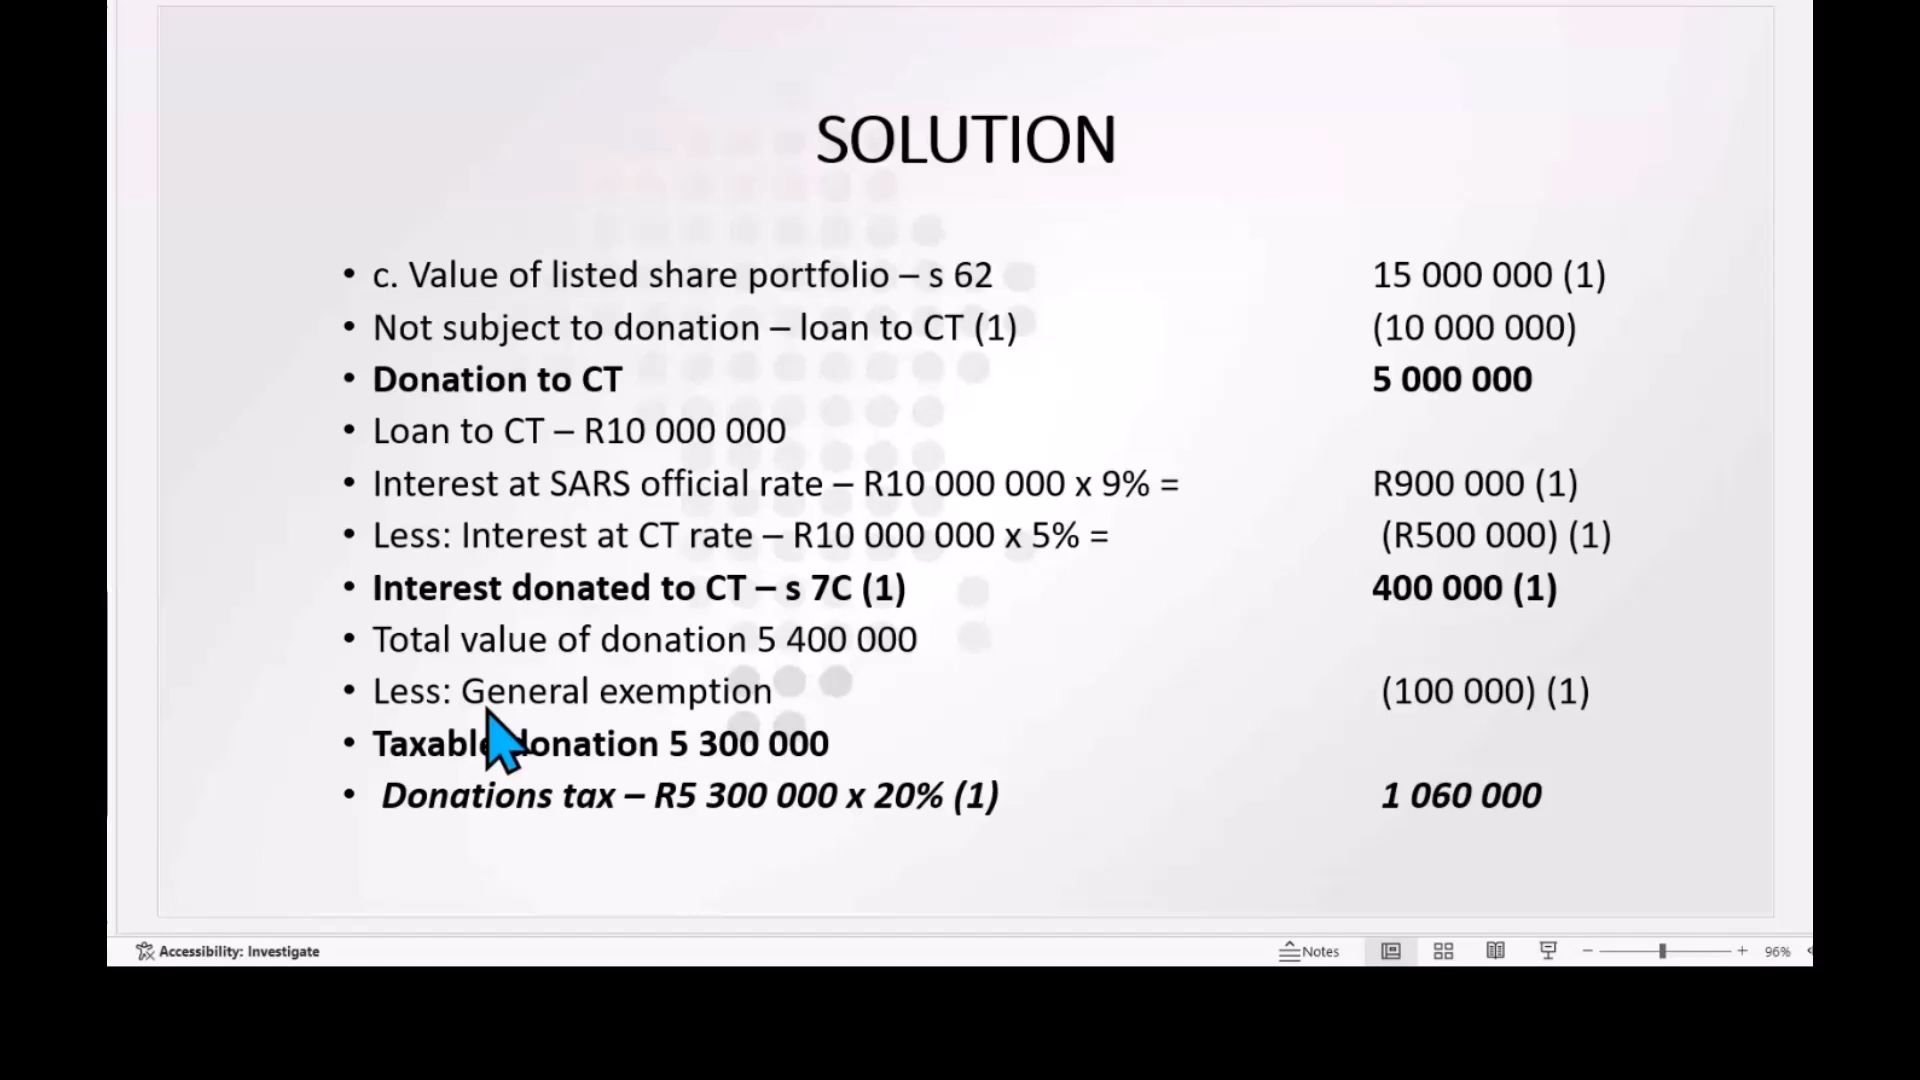 SOLUTION
• c. Value of listed share portfolio – s 62 15 000 000 (1)
• Not subject to donation – loan to CT (1) (10 000 000)
• Donation to CT 5 000 000
• Loan to CT – R10 000 000
• Interest at SARS official rate – R10 000 000 x 9% = R900 000 (1)
• Less: Interest at CT rate – R10 000 000 x 5% = (R500 000) (1)
• Interest donated to CT – s 7C (1) 400 000 (1)
• Total value of donation 5 400 000
• Less: General exemption (100 000) (1)
• Taxable donation 5 300 000
• Donations tax – R5 300 000 x 20% (1) 1 060 000
Accessibility: Investigate Notes 96%